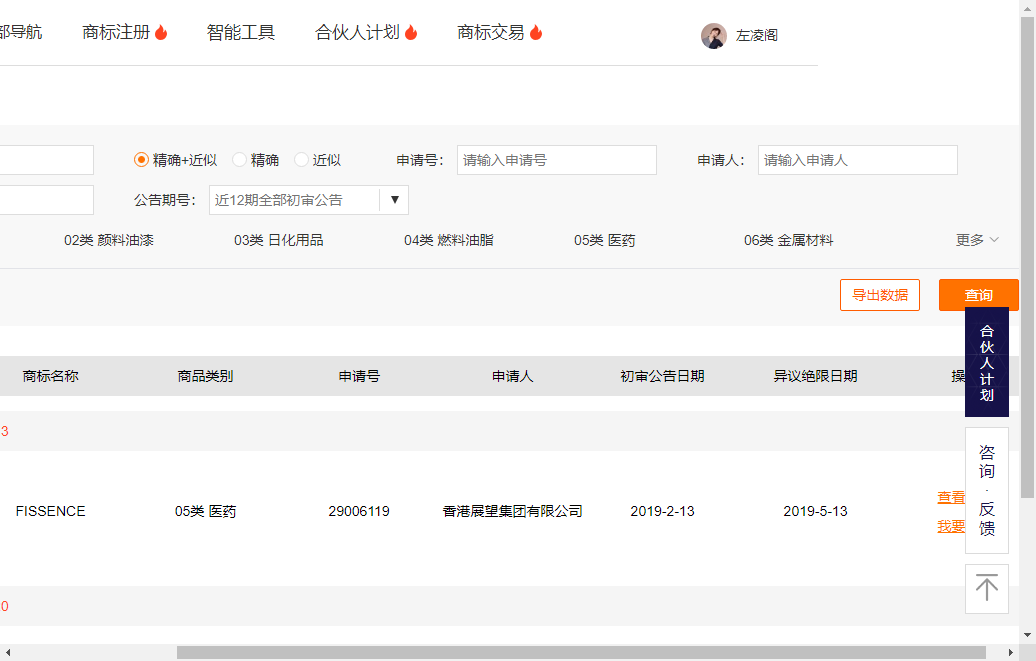 部导航 商标注册 智能工具 合伙人计划 商标交易 左凌阁
精确+近似 精确 近似 申请号： 请输入申请号 申请人： 请输入申请人
公告期号： 近12期全部初审公告
02类 颜料油漆 03类 日化用品 04类 燃料油脂 05类 医药 06类 金属材料 更多
导出数据 查询
合伙人计划
商标名称 商品类别 申请号 申请人 初审公告日期 异议绝限日期 操
3
咨询·反馈
查看
FISSENCE 05类 医药 29006119 香港展望集团有限公司 2019-2-13 2019-5-13
我要
0